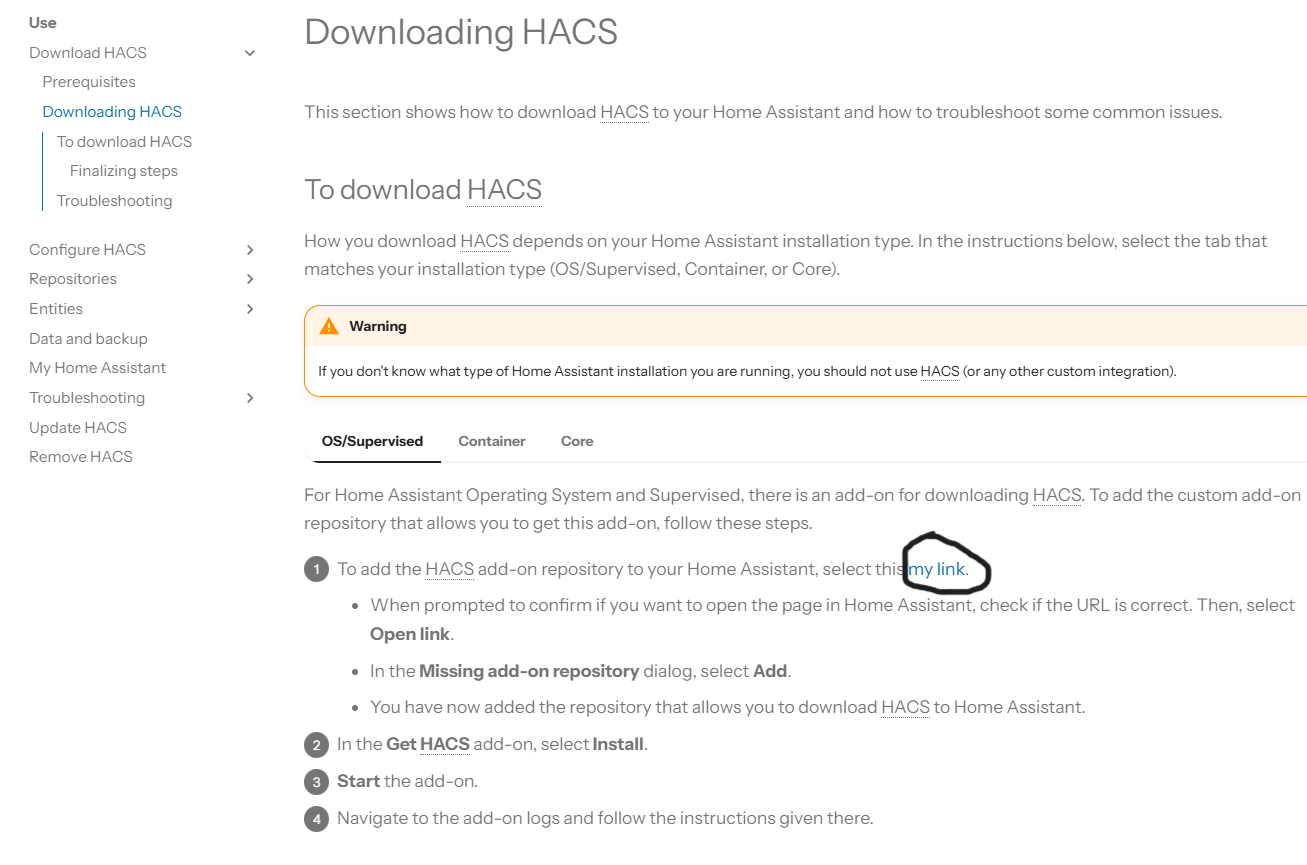 Use
Download HACS
Prerequisites
Downloading HACS
To download HACS
Finalizing steps
Troubleshooting
Configure HACS
Repositories
Entities
Data and backup
My Home Assistant
Troubleshooting
Update HACS
Remove HACS
Downloading HACS
This section shows how to download HACS to your Home Assistant and how to troubleshoot some common issues.
To download HACS
How you download HACS depends on your Home Assistant installation type. In the instructions below, select the tab that
matches your installation type (OS/Supervised, Container, or Core).
Warning
If you don't know what type of Home Assistant installation you are running, you should not use HACS (or any other custom integration).
OS/Supervised Container Core
For Home Assistant Operating System and Supervised, there is an add-on for downloading HACS. To add the custom add-on
repository that allows you to get this add-on, follow these steps.
1 To add the HACS add-on repository to your Home Assistant, select this my link.
• When prompted to confirm if you want to open the page in Home Assistant, check if the URL is correct. Then, select
Open link.
• In the Missing add-on repository dialog, select Add.
• You have now added the repository that allows you to download HACS to Home Assistant.
2 In the Get HACS add-on, select Install.
3 Start the add-on.
4 Navigate to the add-on logs and follow the instructions given there.